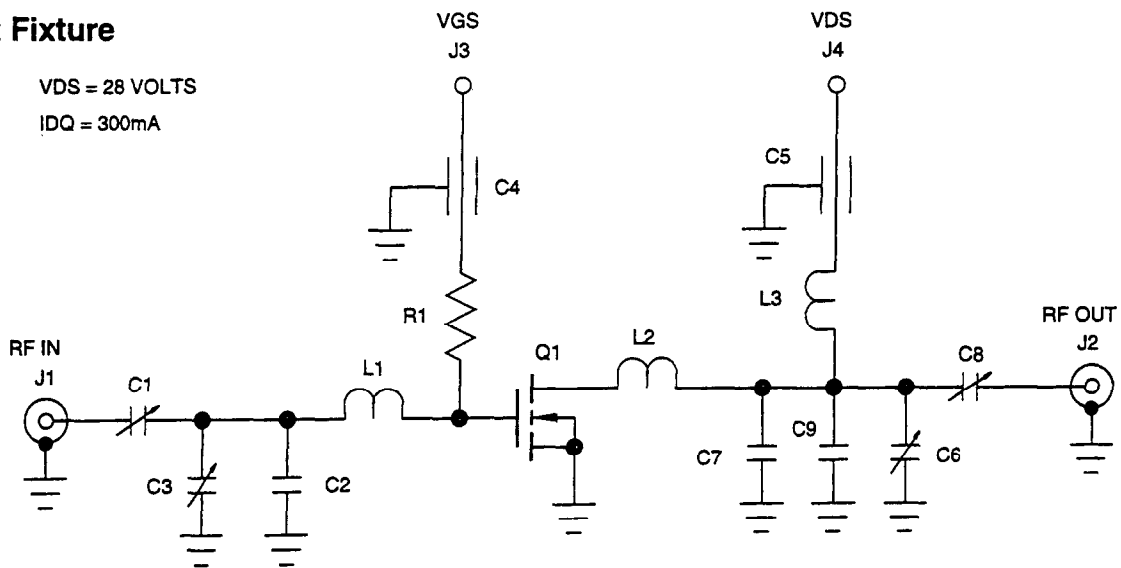 Fixture
VDS = 28 VOLTS
IDQ = 300mA
VGS
J3
VDS
J4
C4
C5
R1
L3
RF IN
J1
C1
L1
Q1
L2
C8
RF OUT
J2
C3
C2
C7
C9
C6